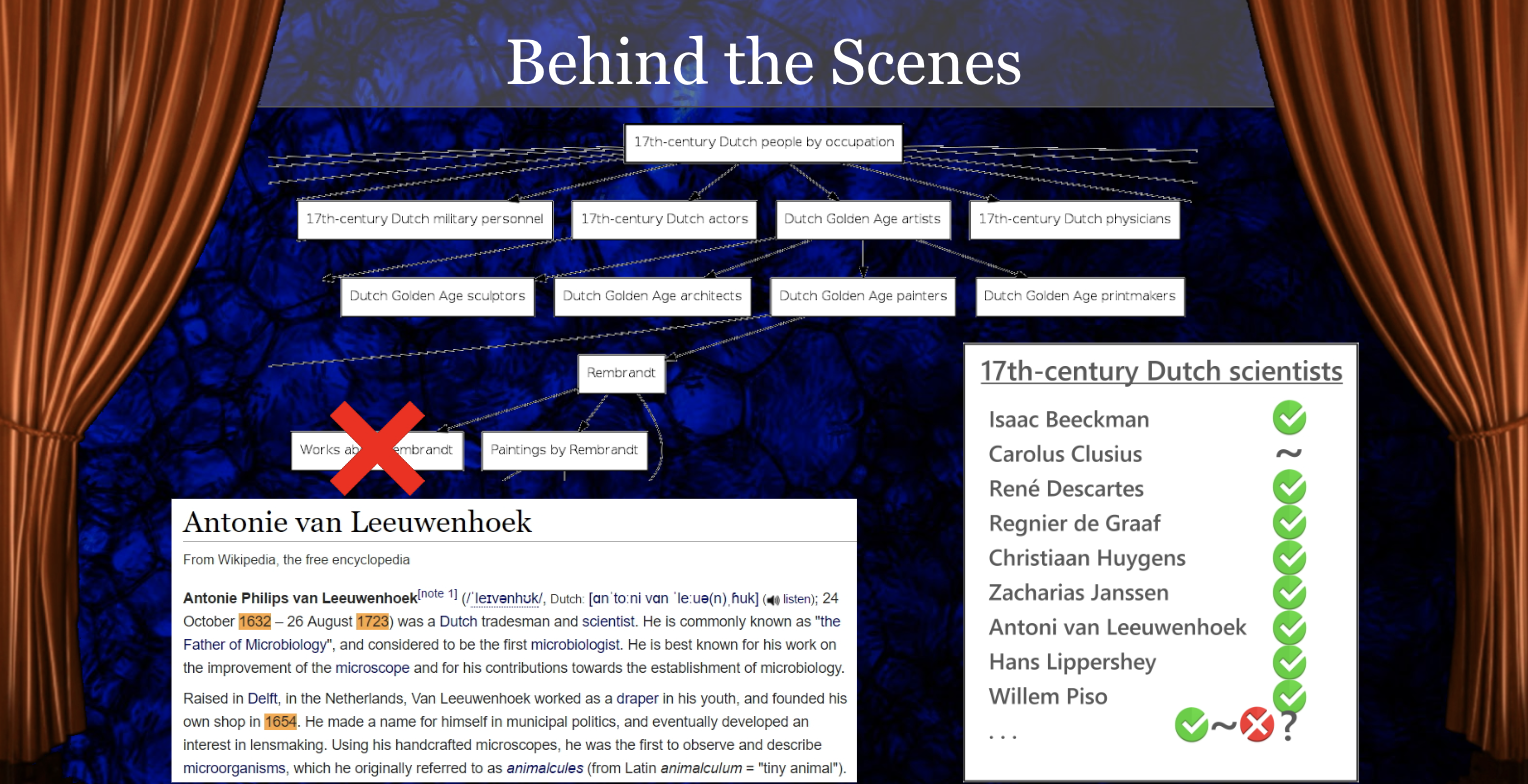 Behind the Scenes
17th-century Dutch people by occupation
17th-century Dutch military personnel
17th-century Dutch actors
Dutch Golden Age artists
17th-century Dutch physicians
Dutch Golden Age sculptors
Dutch Golden Age architects
Dutch Golden Age painters
Dutch Golden Age printmakers
Rembrandt
Works ab embrandt
Paintings by Rembrandt
Antonie van Leeuwenhoek
From Wikipedia, the free encyclopedia
Antonie Philips van Leeuwenhoek[note 1] (/ˈleɪvənhʊk/, Dutch: [ɑnˈtoːni vɑn ˈleːuə(n)ˌɦuk] (listen); 24
October 1632 – 26 August 1723) was a Dutch tradesman and scientist. He is commonly known as "the
Father of Microbiology", and considered to be the first microbiologist. He is best known for his work on
the improvement of the microscope and for his contributions towards the establishment of microbiology.
Raised in Delft, in the Netherlands, Van Leeuwenhoek worked as a draper in his youth, and founded his
own shop in 1654. He made a name for himself in municipal politics, and eventually developed an
interest in lensmaking. Using his handcrafted microscopes, he was the first to observe and describe
microorganisms, which he originally referred to as animalcules (from Latin animalculum = "tiny animal").
17th-century Dutch scientists
Isaac Beeckman
Carolus Clusius ~
René Descartes
Regnier de Graaf
Christiaan Huygens
Zacharias Janssen
Antoni van Leeuwenhoek
Hans Lippershey
Willem Piso
. . . ~ ?